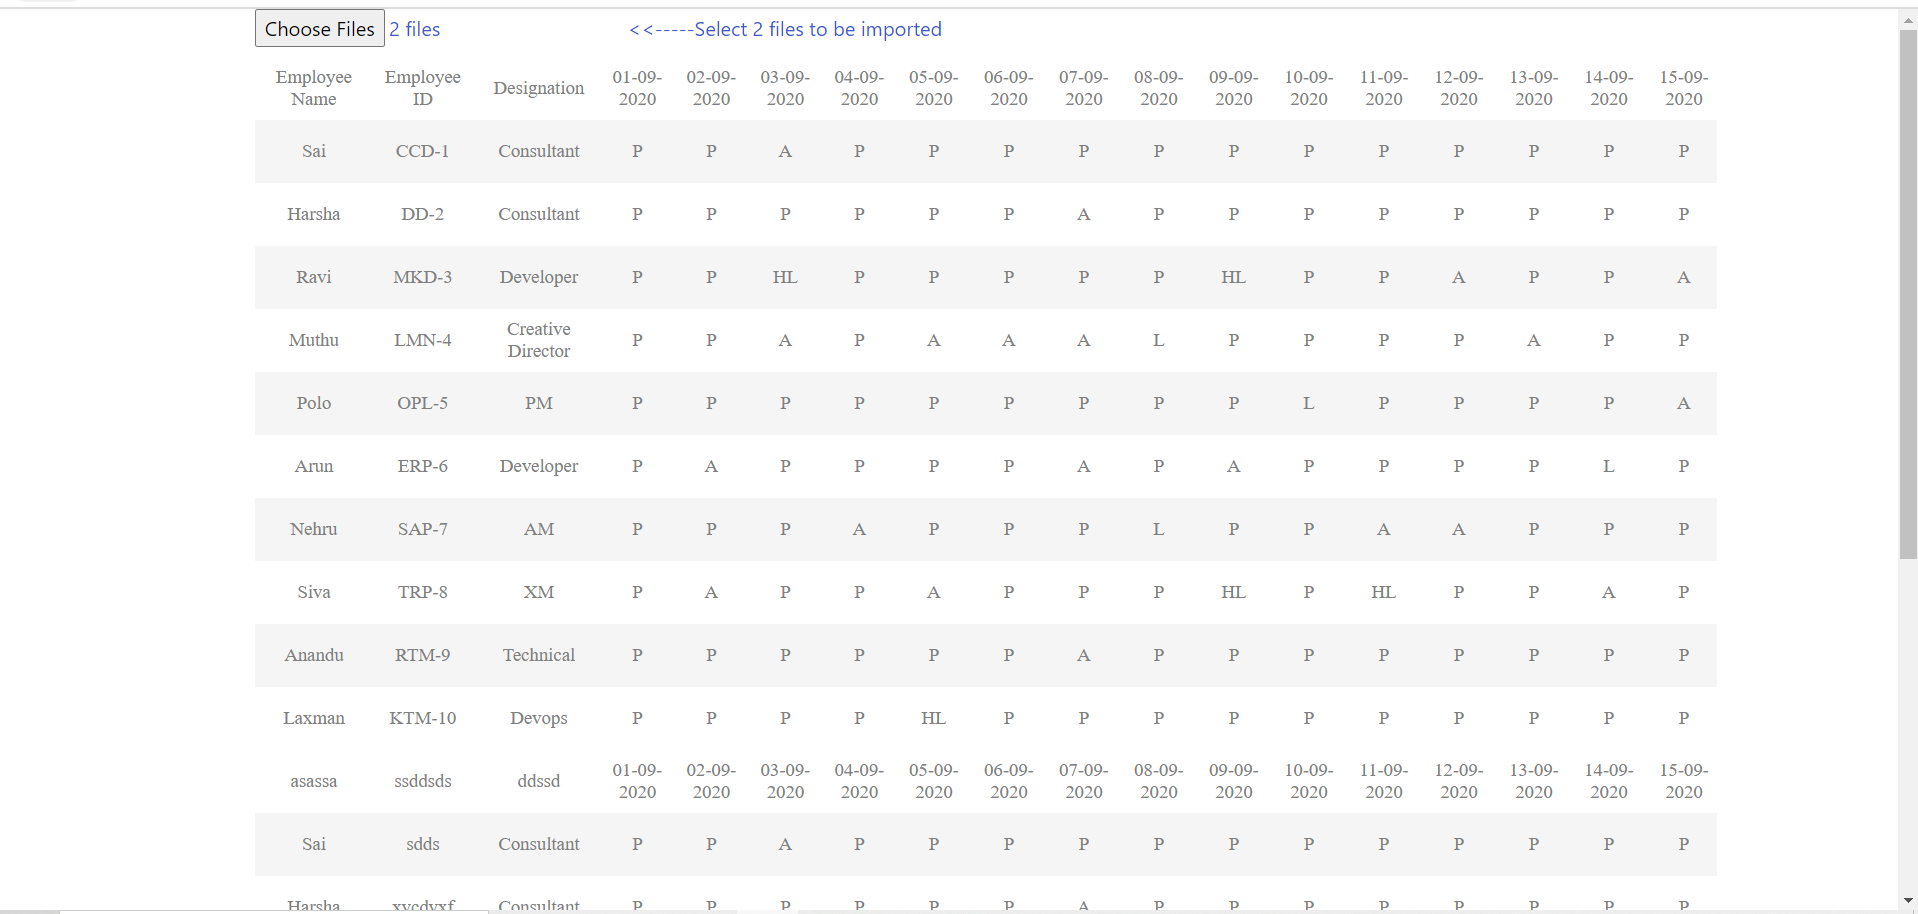 Choose Files 2 files <<-----Select 2 files to be imported
Employee Name Employee ID Designation 01-09-2020 02-09-2020 03-09-2020 04-09-2020 05-09-2020 06-09-2020 07-09-2020 08-09-2020 09-09-2020 10-09-2020 11-09-2020 12-09-2020 13-09-2020 14-09-2020 15-09-2020
Sai CCD-1 Consultant P P A P P P P P P P P P P P P
Harsha DD-2 Consultant P P P P P P A P P P P P P P P
Ravi MKD-3 Developer P P HL P P P P P HL P P A P P A
Muthu LMN-4 Creative Director P P A P A A A L P P P P A P P
Polo OPL-5 PM P P P P P P P P P L P P P P A
Arun ERP-6 Developer P A P P P P A P A P P P P L P
Nehru SAP-7 AM P P P A P P P L P P A A P P P
Siva TRP-8 XM P A P P A P P P HL P HL P P A P
Anandu RTM-9 Technical P P P P P P A P P P P P P P P
Laxman KTM-10 Devops P P P P HL P P P P P P P P P P
asassa ssddsds ddssd 01-09-2020 02-09-2020 03-09-2020 04-09-2020 05-09-2020 06-09-2020 07-09-2020 08-09-2020 09-09-2020 10-09-2020 11-09-2020 12-09-2020 13-09-2020 14-09-2020 15-09-2020
Sai sdds Consultant P P A P P P P P P P P P P P P
Harsha Consultant P P P P P P A P P P P P P P P